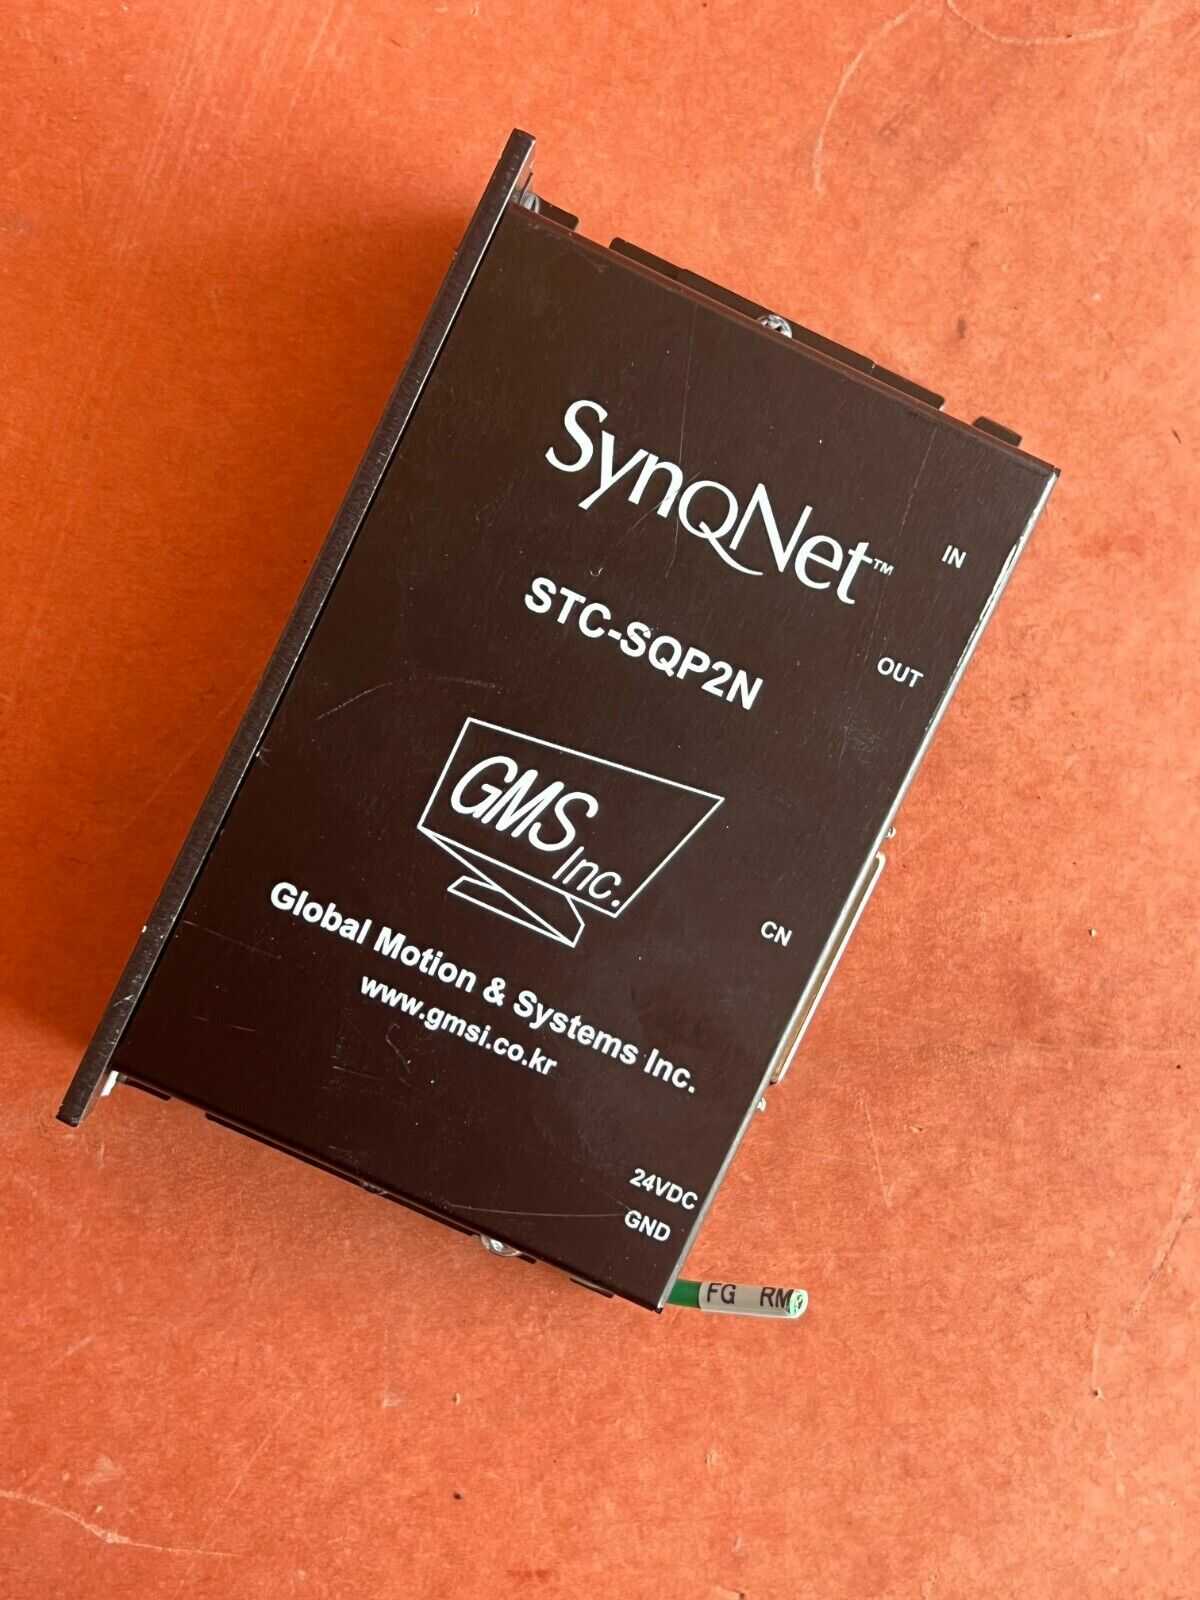 SynQNet™
IN
OUT
STC-SQP2N
GMS
Inc.
CN
Global Motion & Systems Inc.
www.gmsi.co.kr
24VDC
GND
FG RM